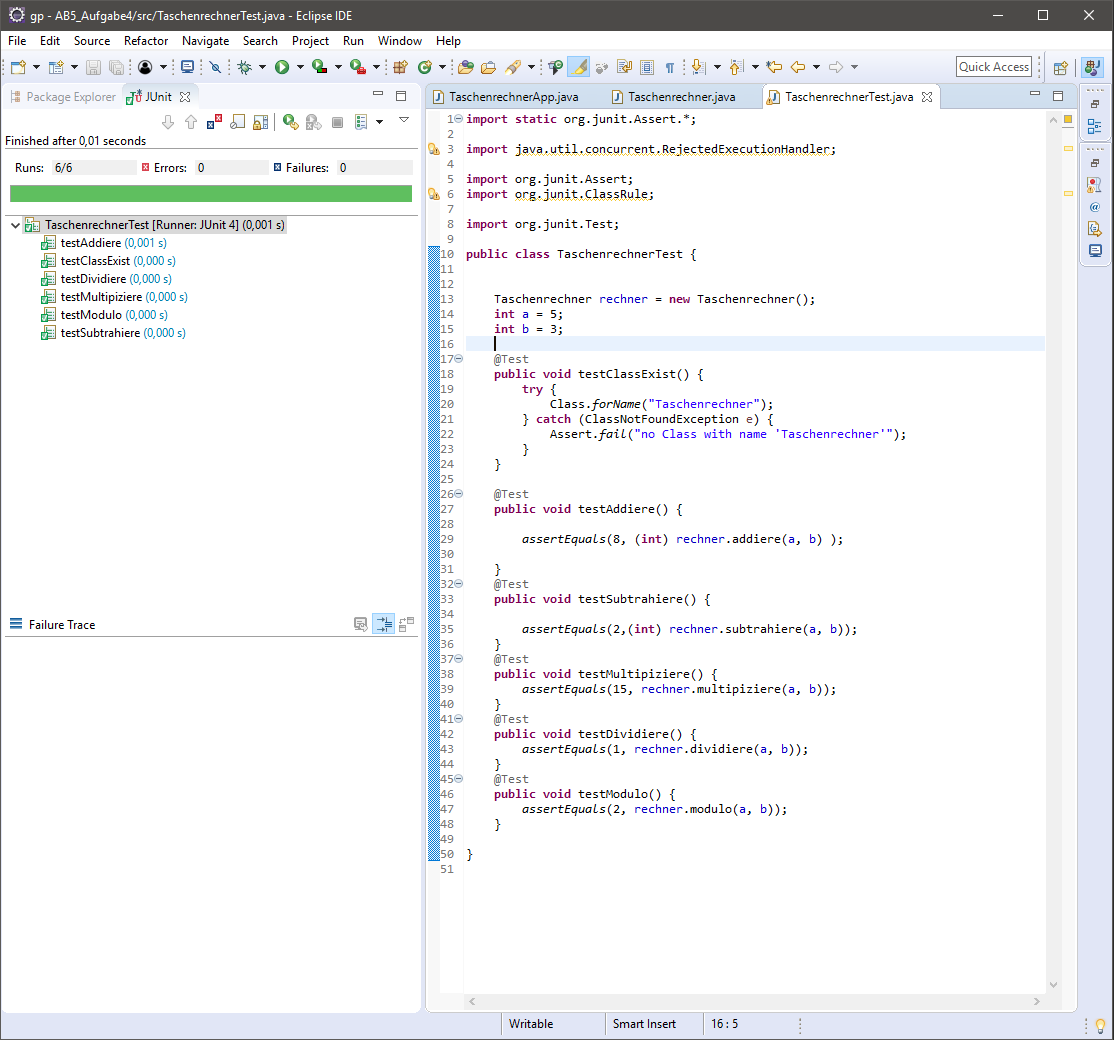 gp - AB5_Aufgabe4/src/TaschenrechnerTest.java - Eclipse IDE
File Edit Source Refactor Navigate Search Project Run Window Help
Quick Access
Package Explorer JUnit
Finished after 0,01 seconds
Runs: 6/6 Errors: 0 Failures: 0
TaschenrechnerTest [Runner: JUnit 4] (0,001 s)
testAddiere (0,001 s)
testClassExist (0,000 s)
testDividiere (0,000 s)
testMultipiziere (0,000 s)
testModulo (0,000 s)
testSubtrahiere (0,000 s)
Failure Trace
TaschenrechnerApp.java Taschenrechner.java TaschenrechnerTest.java
1 import static org.junit.Assert.*;
2
3 import java.util.concurrent.RejectedExecutionHandler;
4
5 import org.junit.Assert;
6 import org.junit.ClassRule;
7
8 import org.junit.Test;
9
10 public class TaschenrechnerTest {
11
12
13 Taschenrechner rechner = new Taschenrechner();
14 int a = 5;
15 int b = 3;
16
17 @Test
18 public void testClassExist() {
19 try {
20 Class.forName("Taschenrechner");
21 } catch (ClassNotFoundException e) {
22 Assert.fail("no Class with name 'Taschenrechner'");
23 }
24 }
25
26 @Test
27 public void testAddiere() {
28
29 assertEquals(8, (int) rechner.addiere(a, b) );
30
31 }
32 @Test
33 public void testSubtrahiere() {
34
35 assertEquals(2,(int) rechner.subtrahiere(a, b));
36 }
37 @Test
38 public void testMultipiziere() {
39 assertEquals(15, rechner.multipiziere(a, b));
40 }
41 @Test
42 public void testDividiere() {
43 assertEquals(1, rechner.dividiere(a, b));
44 }
45 @Test
46 public void testModulo() {
47 assertEquals(2, rechner.modulo(a, b));
48 }
49
50 }
51
Writable Smart Insert 16 : 5